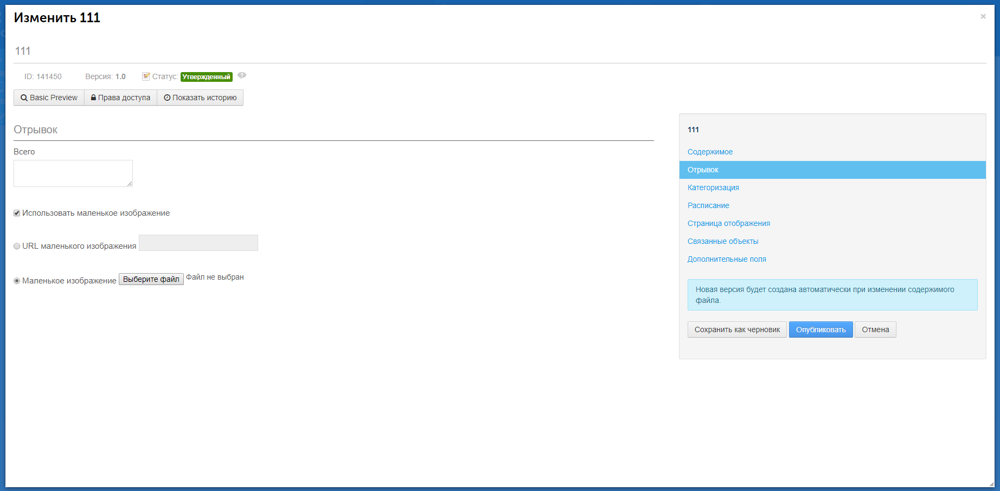 Изменить 111
×
111
ID: 141450 Версия: 1.0 Статус: Утвержденный ?
Basic Preview Права доступа Показать историю
Отрывок
Всего
Использовать маленькое изображение
URL маленького изображения
Маленькое изображение Выберите файл Файл не выбран
111
Содержимое
Отрывок
Категоризация
Расписание
Страница отображения
Связанные объекты
Дополнительные поля
Новая версия будет создана автоматически при изменении содержимого
файла.
Сохранить как черновик Опубликовать Отмена